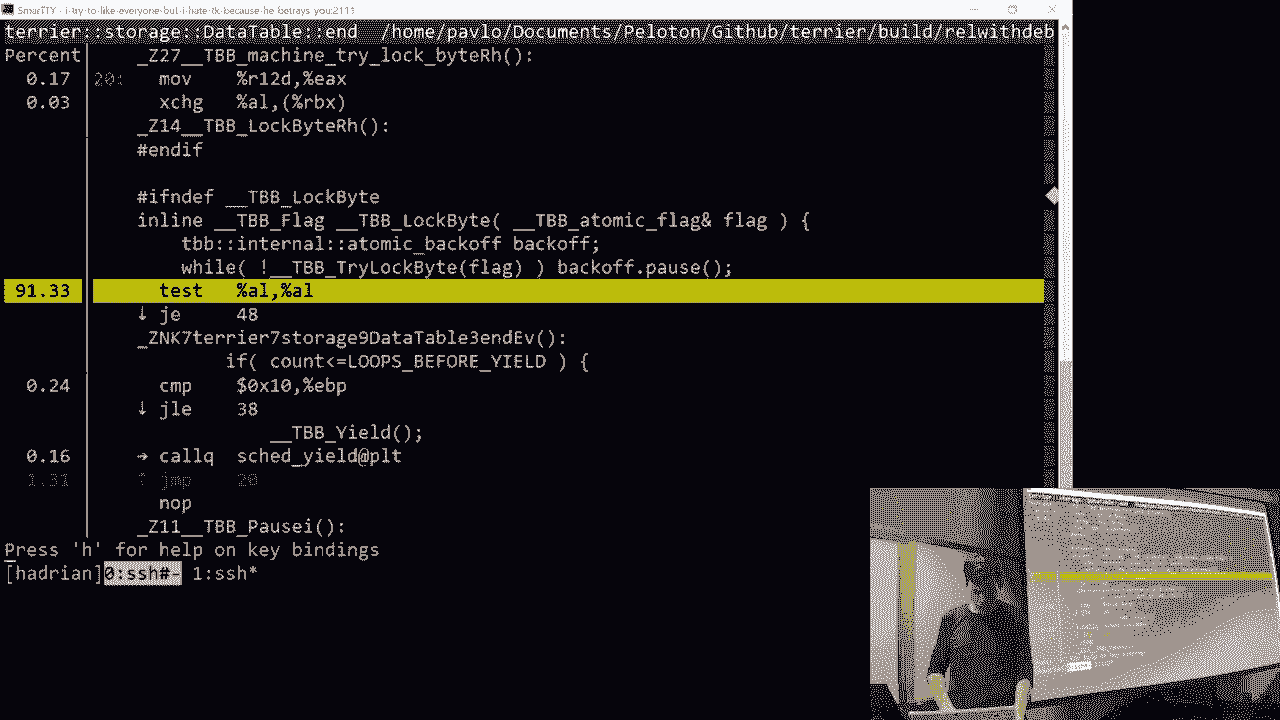 SmarTTY - i-try-to-like-everyone-but-i-hate-tk-because-he-betrays-you:2111
terrier::storage::DataTable::end /home/pavlo/Documents/Peloton/Github/terrier/build/relwithdeb
Percent _Z27__TBB_machine_try_lock_byteRh():
0.17 20: mov %r12d,%eax
0.03 xchg %al,(%rbx)
_Z14__TBB_LockByteRh():
#endif
#ifndef __TBB_LockByte
inline __TBB_Flag __TBB_LockByte( __TBB_atomic_flag& flag ) {
tbb::internal::atomic_backoff backoff;
while( !__TBB_TryLockByte(flag) ) backoff.pause();
91.33 test %al,%al
↓ je 48
_ZNK7terrier7storage9DataTable3endEv():
if( count<=LOOPS_BEFORE_YIELD ) {
0.24 cmp $0x10,%ebp
↓ jle 38
__TBB_Yield();
0.16 → callq sched_yield@plt
1.31 ↑ jmp 20
nop
_Z11__TBB_Pausei():
Press 'h' for help on key bindings
[hadrian]0:ssh#- 1:ssh*